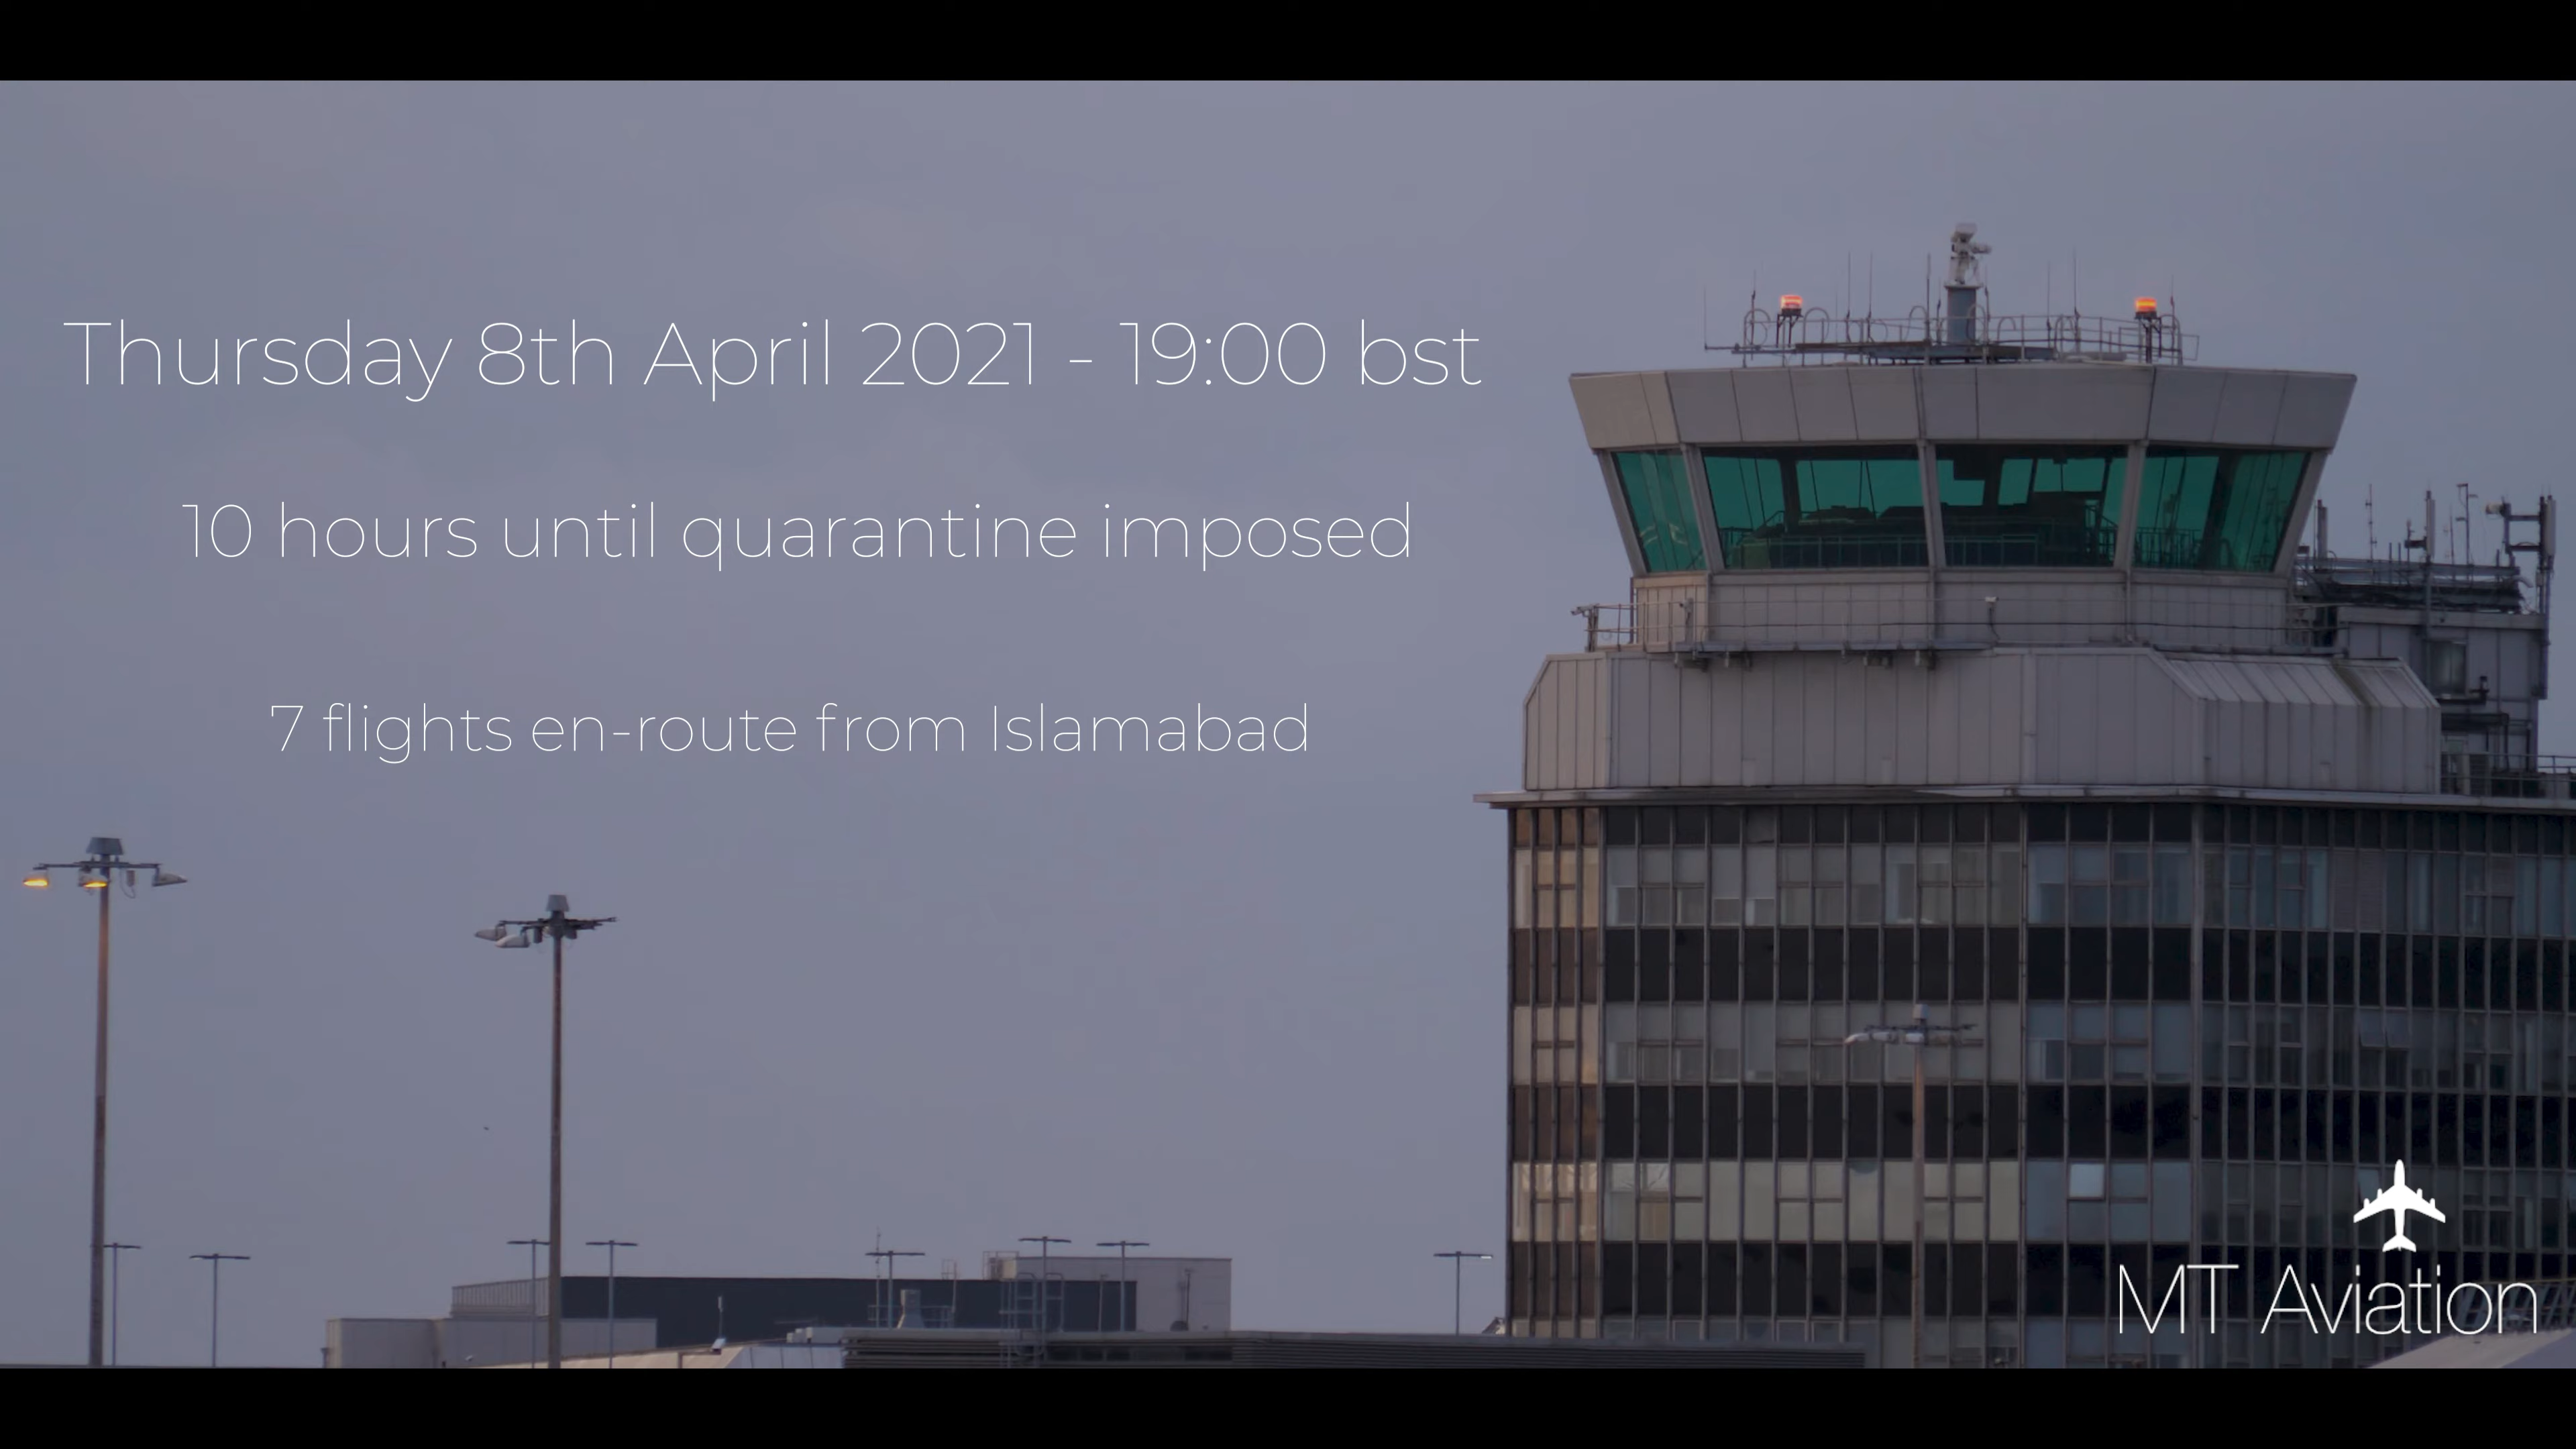 Thursday 8th April 2021 - 19:00 bst
10 hours until quarantine imposed
7 flights en-route from Islamabad
MT Aviation